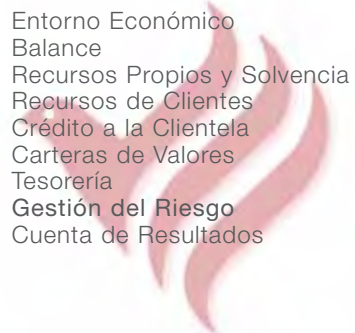 Entorno Económico
Balance
Recursos Propios y Solvencia
Recursos de Clientes
Crédito a la Clientela
Carteras de Valores
Tesorería
Gestión del Riesgo
Cuenta de Resultados